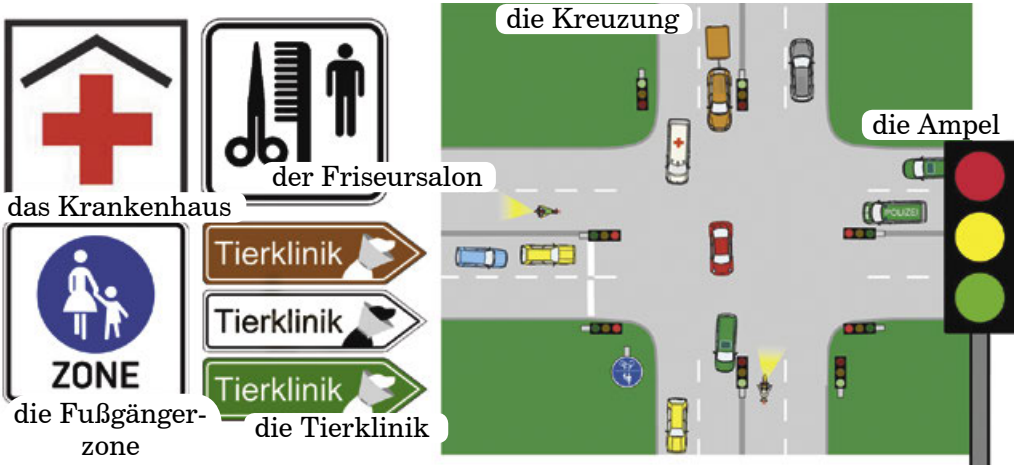 die Kreuzung
die Ampel
der Friseursalon
das Krankenhaus
Tierklinik
Tierklinik
Tierklinik
POLIZEI
ZONE
die Fußgänger-
zone
die Tierklinik